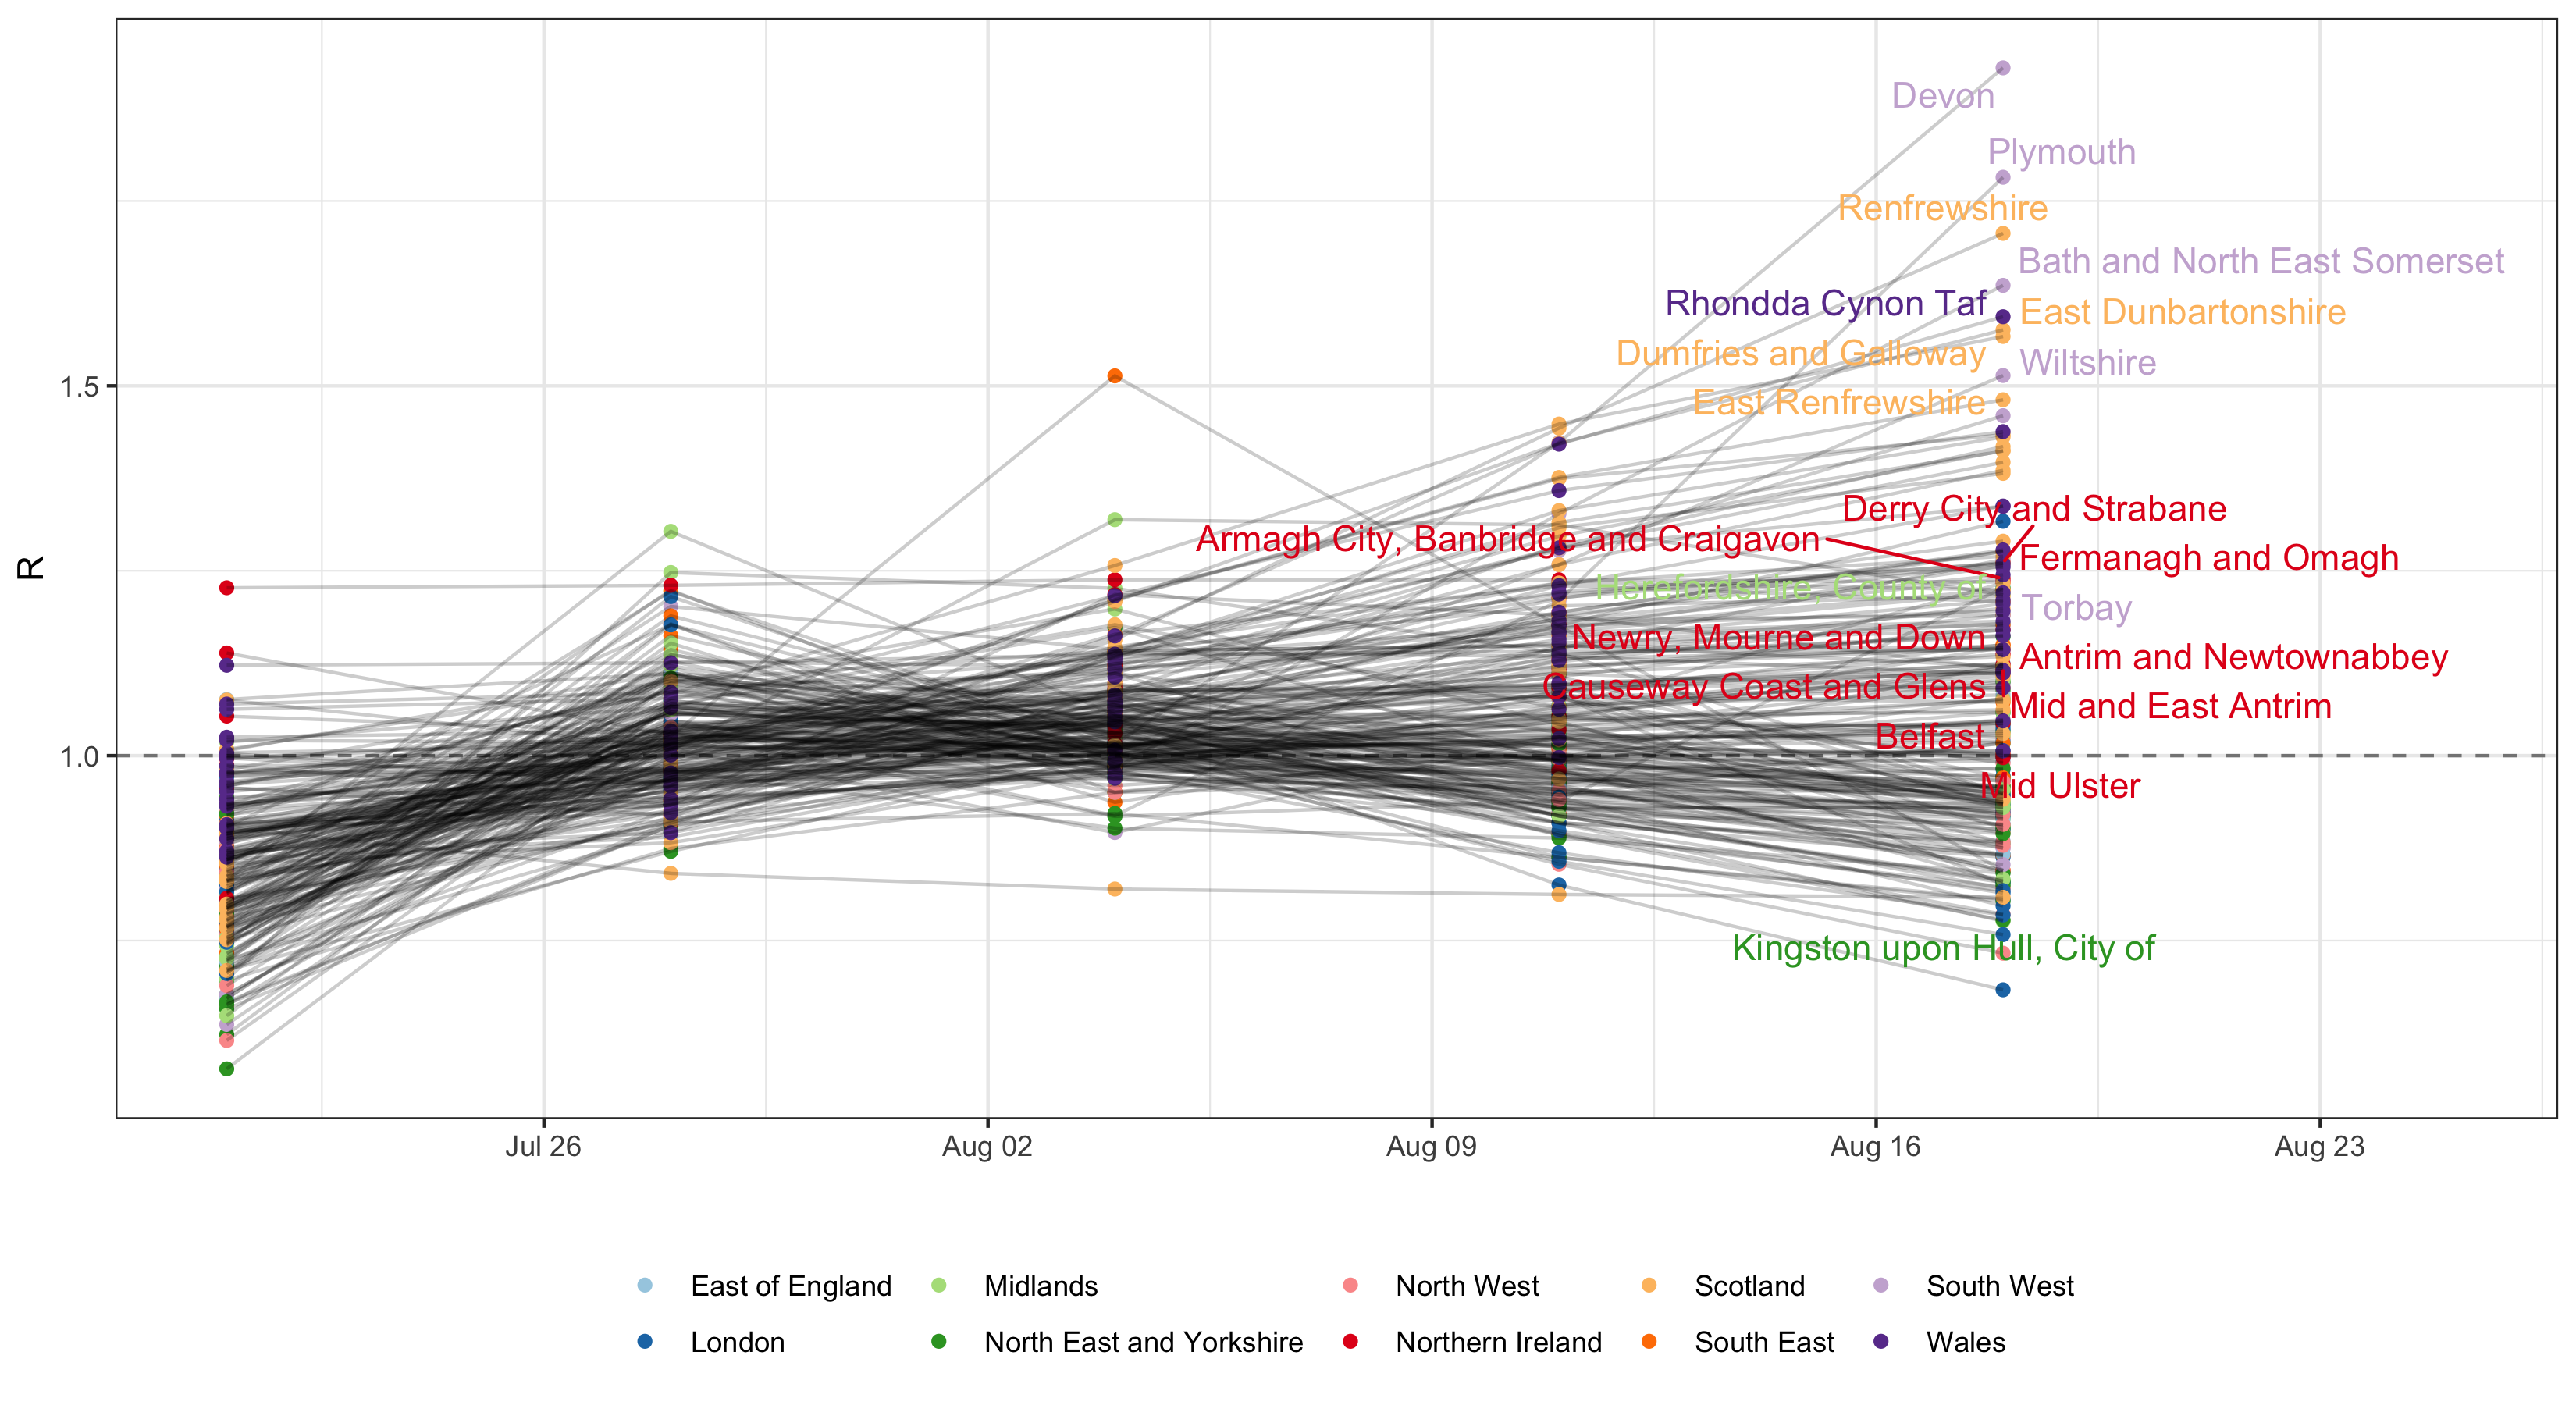 Devon
Plymouth
Renfrewshire
Bath and North East Somerset
Rhondda Cynon Taf
East Dunbartonshire
Dumfries and Galloway
Wiltshire
1.5
East Renfrewshire
Derry City and Strabane
Armagh City, Banbridge and Craigavon
Fermanagh and Omagh
R
Herefordshire, County of
Torbay
Newry, Mourne and Down
Antrim and Newtownabbey
Causeway Coast and Glens
Mid and East Antrim
Belfast
1.0
Mid Ulster
Kingston upon Hull, City of
Jul 26
Aug 02
Aug 09
Aug 16
Aug 23
East of England
Midlands
North West
Scotland
South West
London
North East and Yorkshire
Northern Ireland
South East
Wales